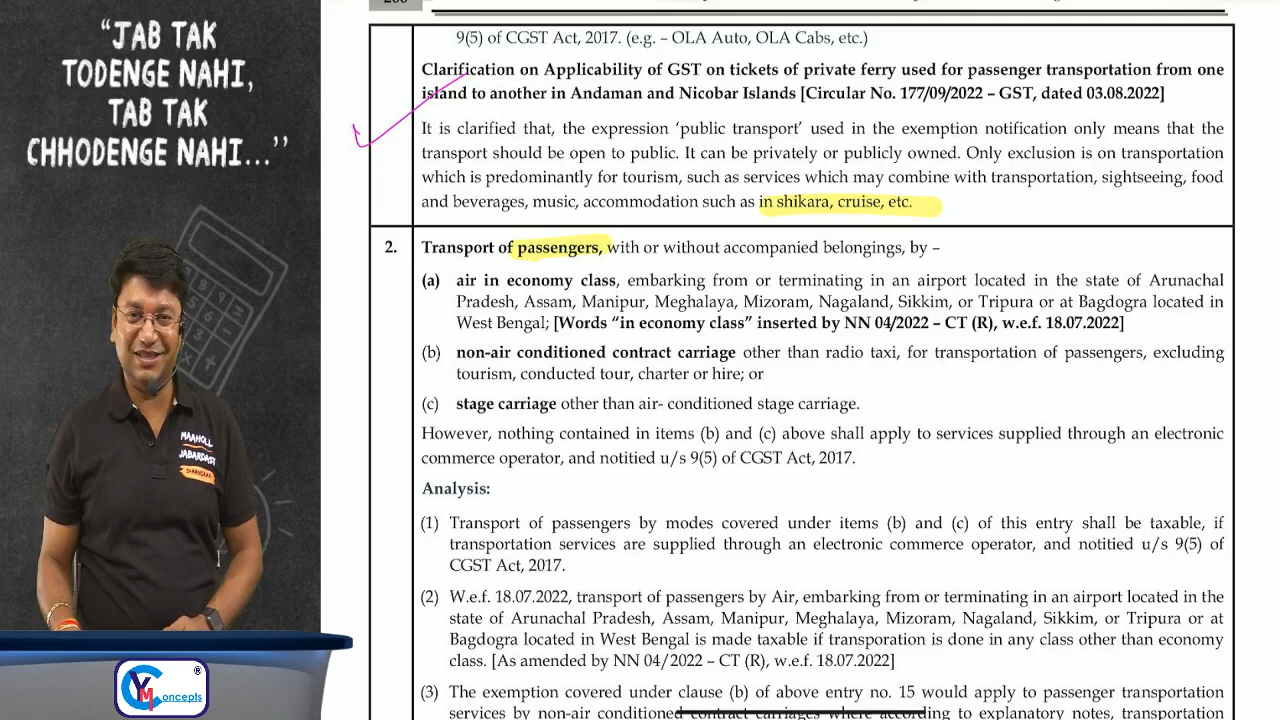 “JAB TAK
TODENGE NAHI,
TAB TAK
CHHODENGE NAHI...’’
MAAHOLL
JABARDAST
YM Concepts
®
9(5) of CGST Act, 2017. (e.g. – OLA Auto, OLA Cabs, etc.)
Clarification on Applicability of GST on tickets of private ferry used for passenger transportation from one
island to another in Andaman and Nicobar Islands [Circular No. 177/09/2022 – GST, dated 03.08.2022]
It is clarified that, the expression ‘public transport’ used in the exemption notification only means that the
transport should be open to public. It can be privately or publicly owned. Only exclusion is on transportation
which is predominantly for tourism, such as services which may combine with transportation, sightseeing, food
and beverages, music, accommodation such as in shikara, cruise, etc.
2. Transport of passengers, with or without accompanied belongings, by –
(a) air in economy class, embarking from or terminating in an airport located in the state of Arunachal
Pradesh, Assam, Manipur, Meghalaya, Mizoram, Nagaland, Sikkim, or Tripura or at Bagdogra located in
West Bengal; [Words “in economy class” inserted by NN 04/2022 – CT (R), w.e.f. 18.07.2022]
(b) non-air conditioned contract carriage other than radio taxi, for transportation of passengers, excluding
tourism, conducted tour, charter or hire; or
(c) stage carriage other than air- conditioned stage carriage.
However, nothing contained in items (b) and (c) above shall apply to services supplied through an electronic
commerce operator, and notitied u/s 9(5) of CGST Act, 2017.
Analysis:
(1) Transport of passengers by modes covered under items (b) and (c) of this entry shall be taxable, if
transportation services are supplied through an electronic commerce operator, and notitied u/s 9(5) of
CGST Act, 2017.
(2) W.e.f. 18.07.2022, transport of passengers by Air, embarking from or terminating in an airport located in the
state of Arunachal Pradesh, Assam, Manipur, Meghalaya, Mizoram, Nagaland, Sikkim, or Tripura or at
Bagdogra located in West Bengal is made taxable if transporation is done in any class other than economy
class. [As amended by NN 04/2022 – CT (R), w.e.f. 18.07.2022]
(3) The exemption covered under clause (b) of above entry no. 15 would apply to passenger transportation
services by non-air conditioned contract carriages where according to explanatory notes, transportation